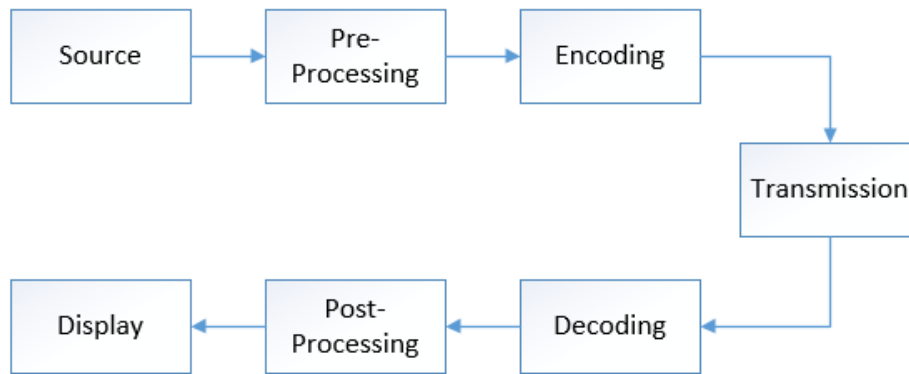 Source
Pre-
Processing
Encoding
Transmission
Decoding
Post-
Processing
Display